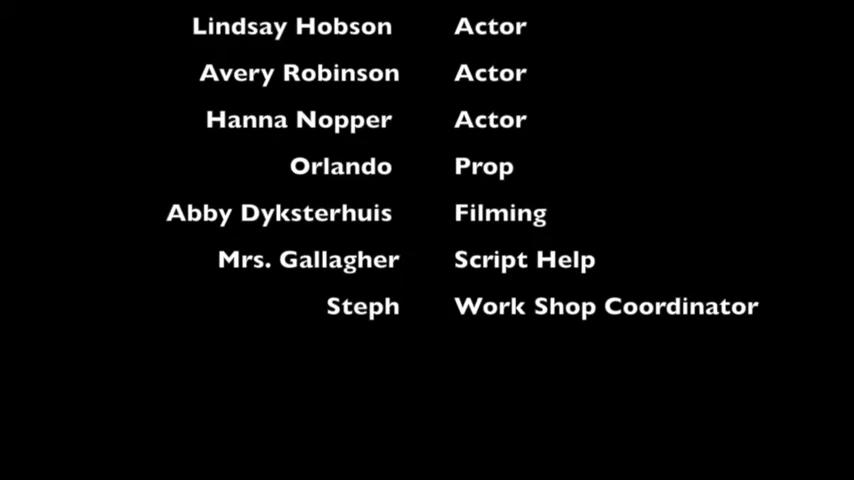 Lindsay Hobson Actor
Avery Robinson Actor
Hanna Nopper Actor
Orlando Prop
Abby Dyksterhuis Filming
Mrs. Gallagher Script Help
Steph Work Shop Coordinator